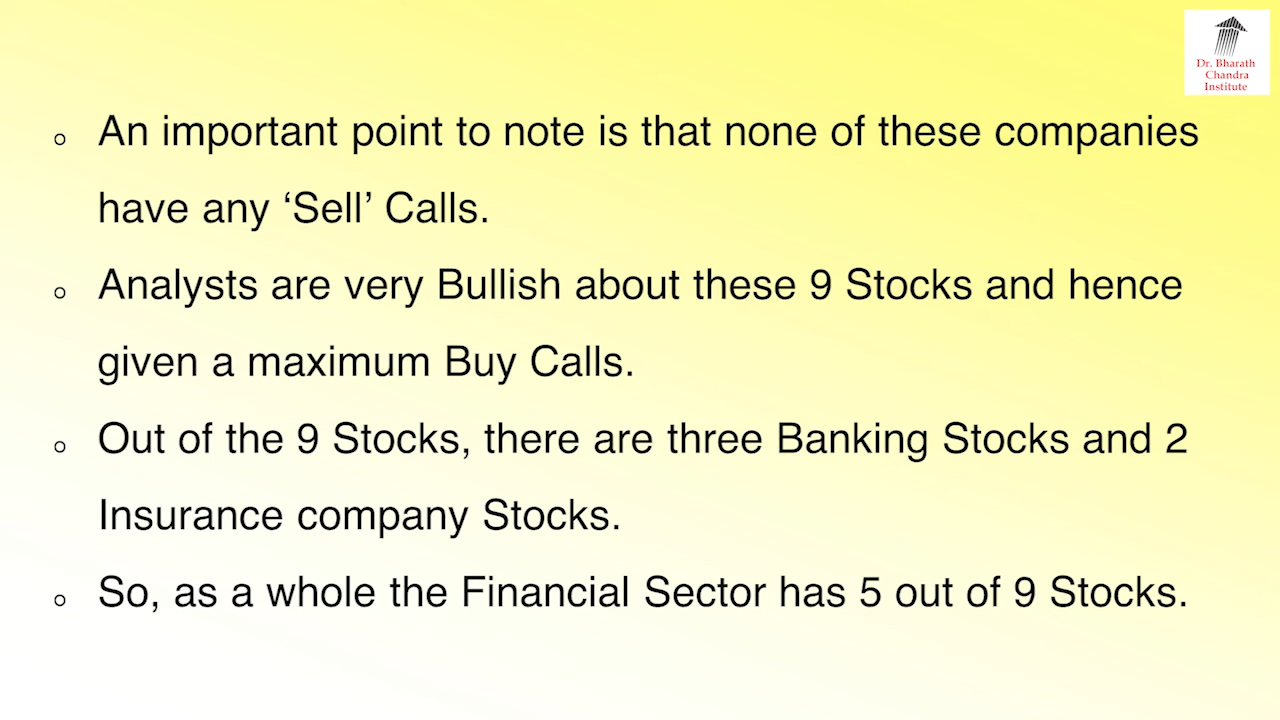 Dr. Bharath
Chandra
Institute
o An important point to note is that none of these companies
have any ‘Sell’ Calls.
o Analysts are very Bullish about these 9 Stocks and hence
given a maximum Buy Calls.
o Out of the 9 Stocks, there are three Banking Stocks and 2
Insurance company Stocks.
o So, as a whole the Financial Sector has 5 out of 9 Stocks.